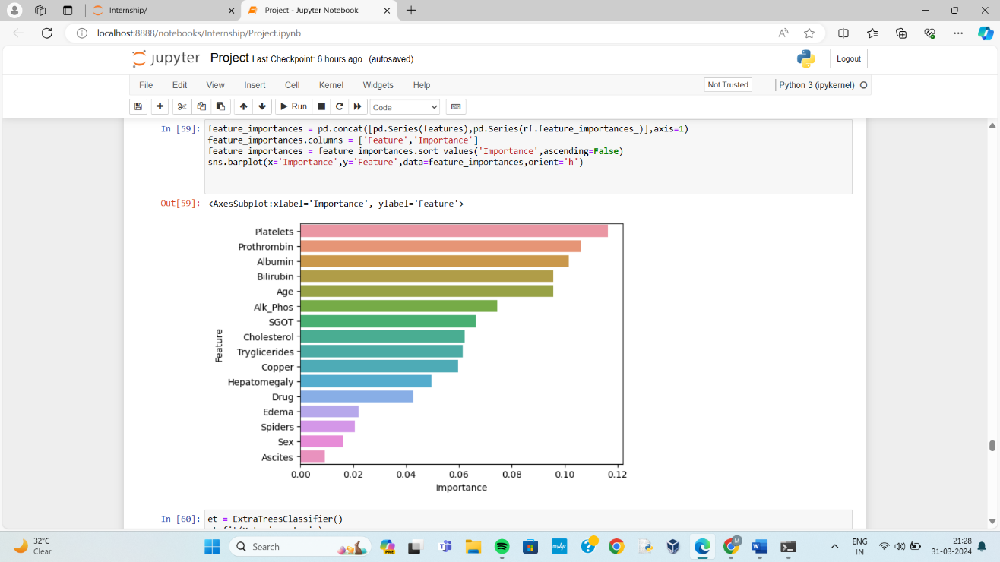 Internship/
Project - Jupyter Notebook
localhost:8888/notebooks/Internship/Project.ipynb
jupyter Project Last Checkpoint: 6 hours ago (autosaved)
Logout
File Edit View Insert Cell Kernel Widgets Help
Not Trusted
Python 3 (ipykernel)
Run
Code
In [59]: feature_importances = pd.concat([pd.Series(features),pd.Series(rf.feature_importances_)],axis=1)
feature_importances.columns = ['Feature','Importance']
feature_importances = feature_importances.sort_values('Importance',ascending=False)
sns.barplot(x='Importance',y='Feature',data=feature_importances,orient='h')
Out[59]: <AxesSubplot:xlabel='Importance', ylabel='Feature'>
Platelets
Prothrombin
Albumin
Bilirubin
Age
Alk_Phos
SGOT
Cholesterol
Tryglicerides
Copper
Hepatomegaly
Drug
Edema
Spiders
Sex
Ascites
Feature
0.00 0.02 0.04 0.06 0.08 0.10 0.12
Importance
In [60]: et = ExtraTreesClassifier()
32°C
Clear
Search
PRE
myhp
M
ENG
IN
21:28
31-03-2024